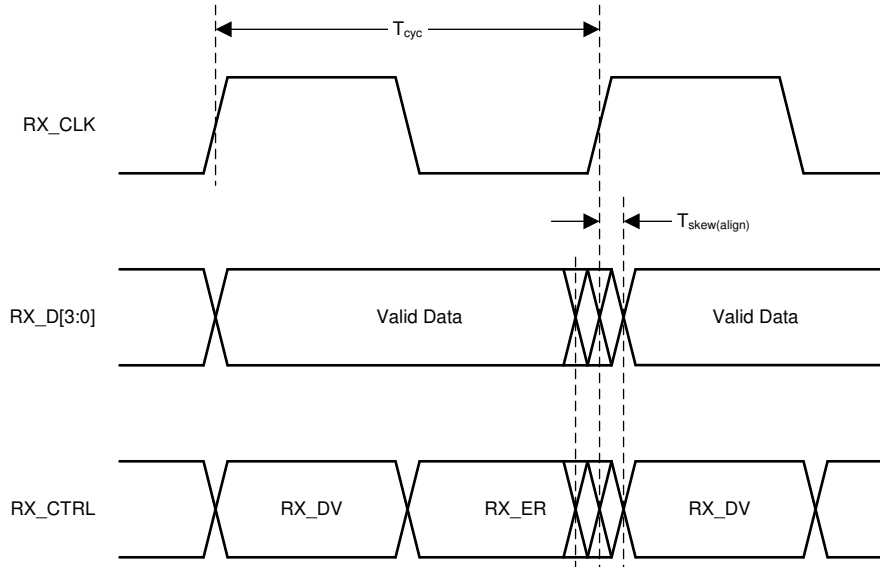 T_cyc
RX_CLK
T_skew(align)
RX_D[3:0] Valid Data Valid Data
RX_CTRL RX_DV RX_ER RX_DV